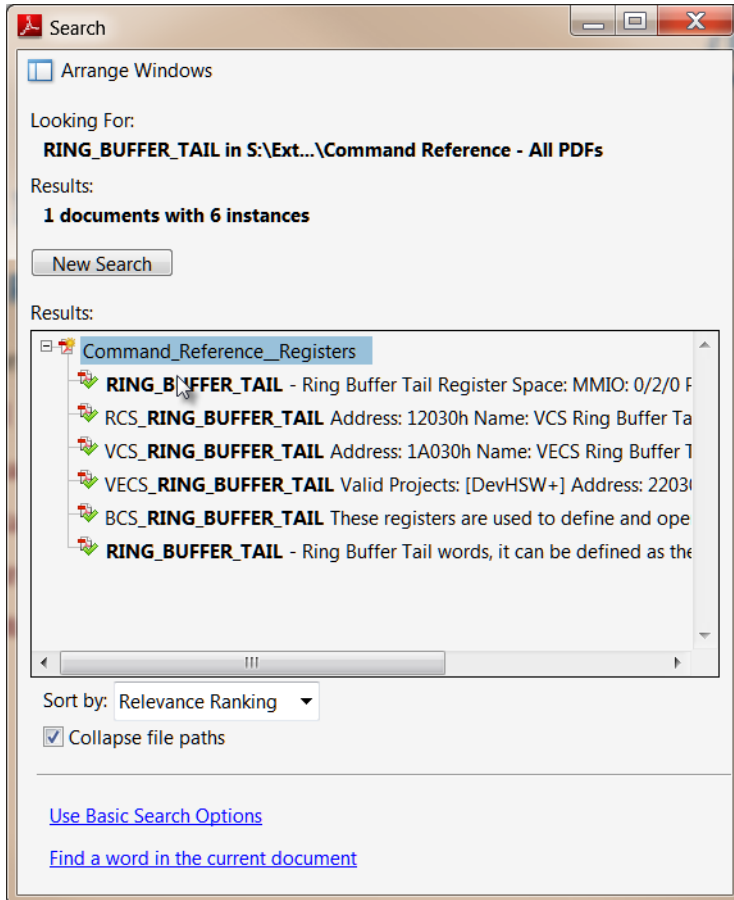 Search
Arrange Windows
Looking For:
RING_BUFFER_TAIL in S:\Ext...\Command Reference - All PDFs
Results:
1 documents with 6 instances
New Search
Results:
Command_Reference__Registers
RING_BUFFER_TAIL - Ring Buffer Tail Register Space: MMIO: 0/2/0
RCS_RING_BUFFER_TAIL Address: 12030h Name: VCS Ring Buffer Ta
VCS_RING_BUFFER_TAIL Address: 1A030h Name: VECS Ring Buffer
VECS_RING_BUFFER_TAIL Valid Projects: [DevHSW+] Address: 2203
BCS_RING_BUFFER_TAIL These registers are used to define and ope
RING_BUFFER_TAIL - Ring Buffer Tail words, it can be defined as the
Sort by: Relevance Ranking
Collapse file paths
Use Basic Search Options
Find a word in the current document